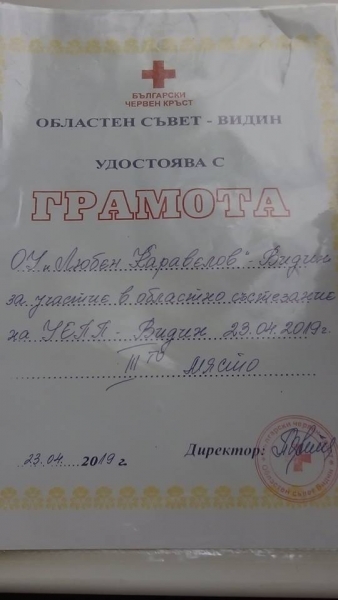 БЪЛГАРСКИ
ЧЕРВЕН КРЪСТ
ОБЛАСТЕН СЪВЕТ - ВИДИН
УДОСТОЯВА С
ГРАМОТА
ОУ „Любен Каравелов" - Видин
за участие в областно състезание
на УЕПП - Видин 23.04.2019г.
III то място
Директор:
23.04. 2019 г.